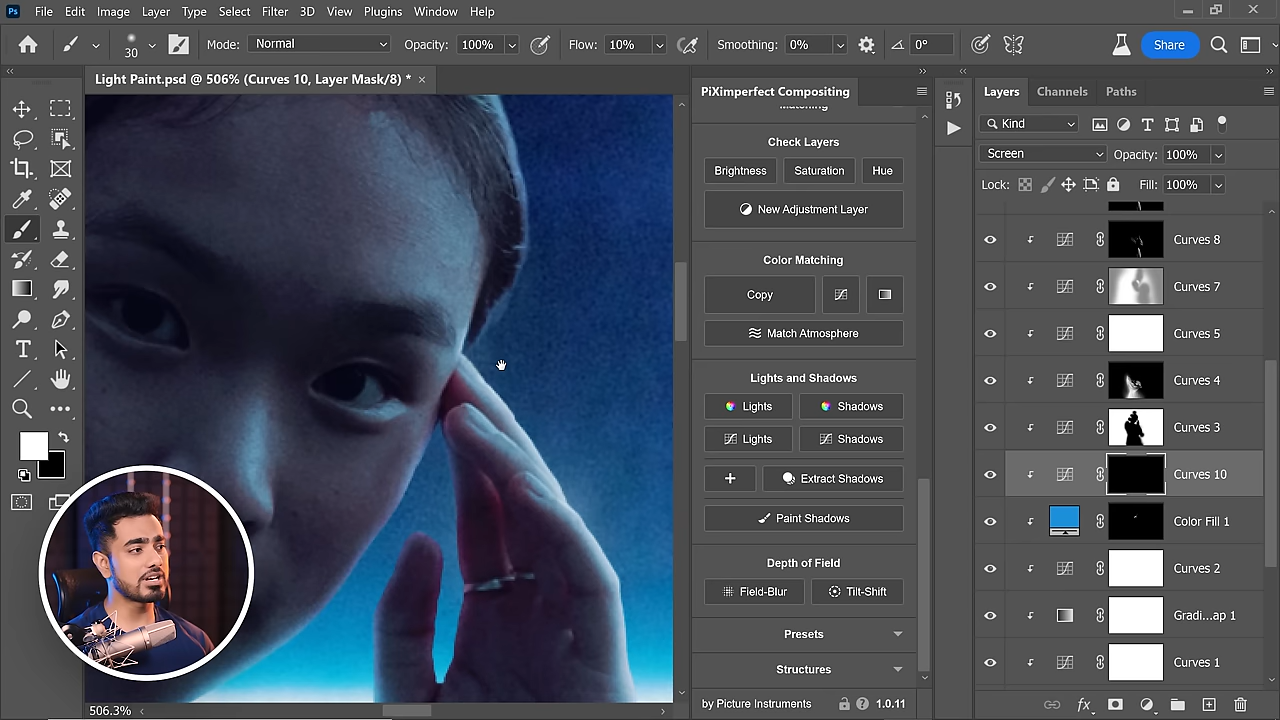 Ps File Edit Image Layer Type Select Filter 3D View Plugins Window Help
30 Mode: Normal Opacity: 100% Flow: 10% Smoothing: 0% 0° Share
Light Paint.psd @ 506% (Curves 10, Layer Mask/8) * ×
PiXimperfect Compositing
Matching
Check Layers
Brightness Saturation Hue
New Adjustment Layer
Color Matching
Copy
Match Atmosphere
Lights and Shadows
Lights Shadows
Lights Shadows
+ Extract Shadows
Paint Shadows
Depth of Field
Field-Blur Tilt-Shift
Presets
Structures
by Picture Instruments 1.0.11
Layers Channels Paths
Kind
Screen Opacity: 100%
Lock: Fill: 100%
Curves 8
Curves 7
Curves 5
Curves 4
Curves 3
Curves 10
Color Fill 1
Curves 2
Gradi...ap 1
Curves 1
fx
506.3%